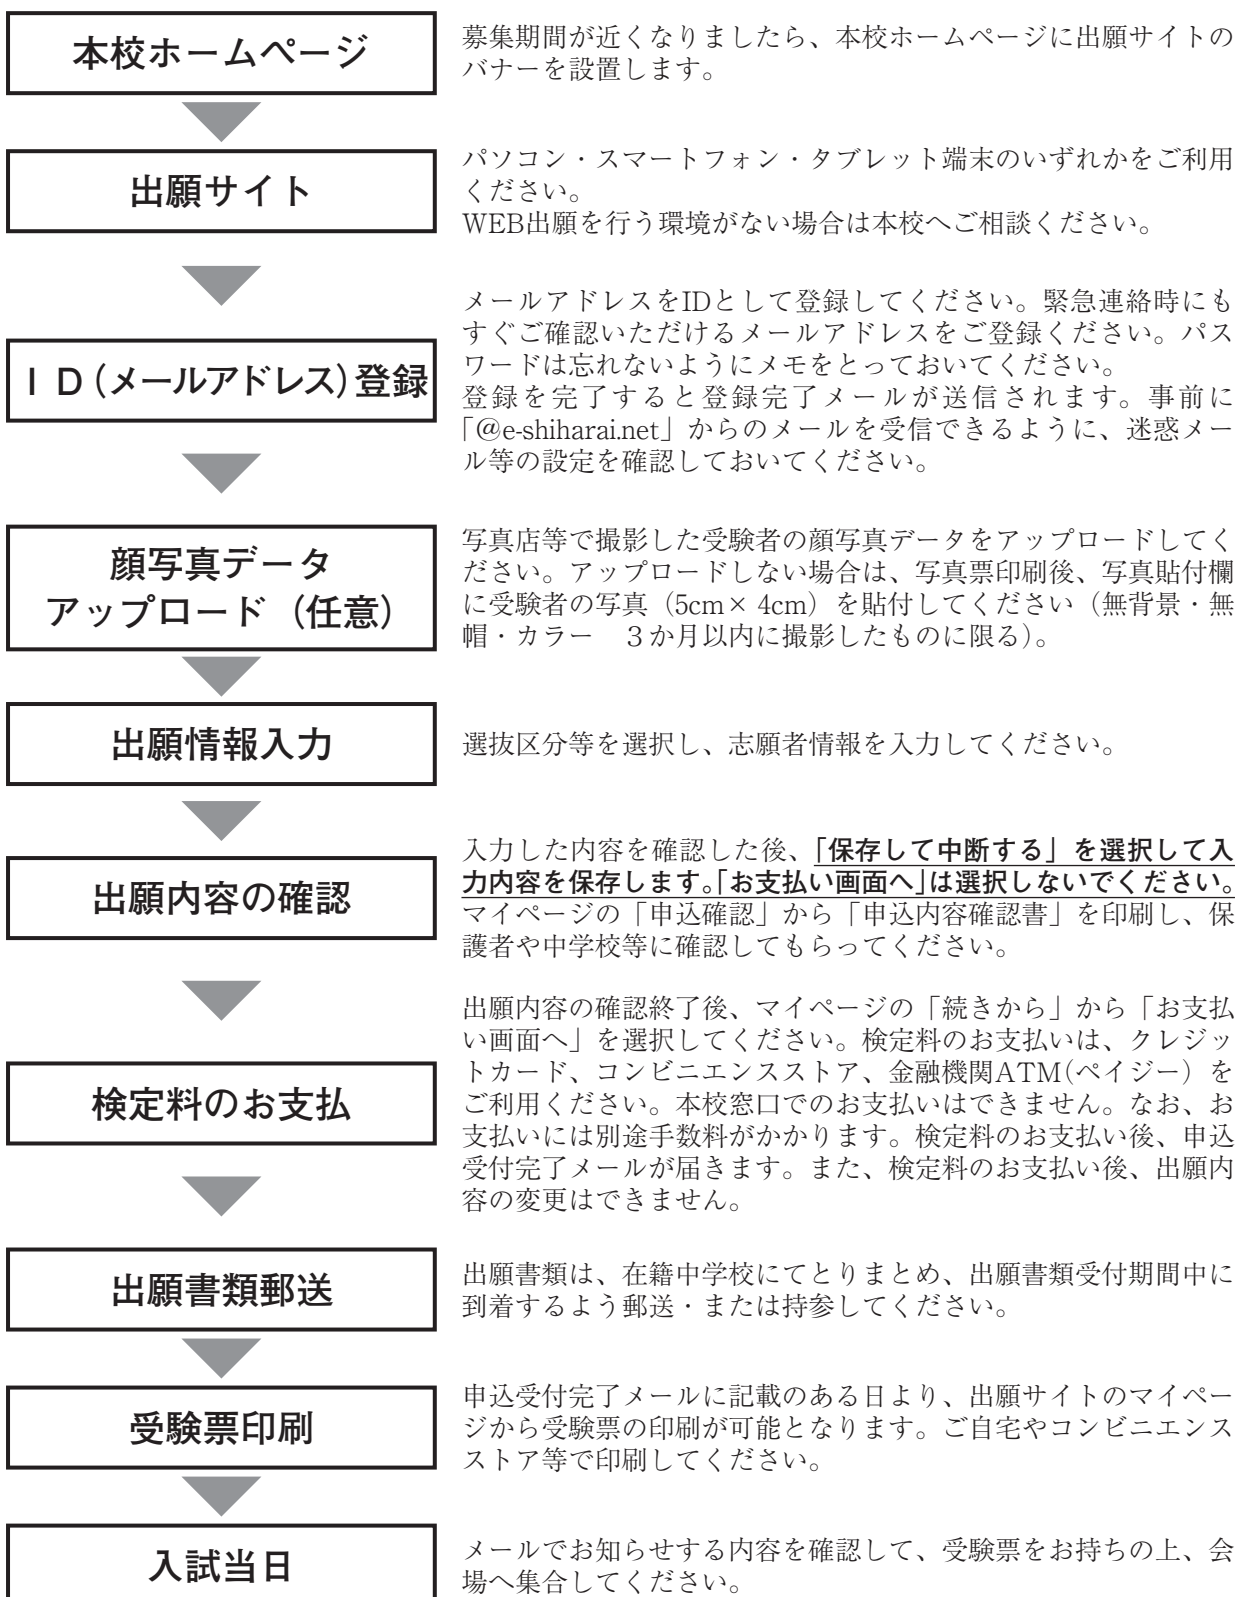 本校ホームページ
募集期間が近くなりましたら、本校ホームページに出願サイトの
バナーを設置します。
出願サイト
パソコン・スマートフォン・タブレット端末のいずれかをご利用
ください。
WEB出願を行う環境がない場合は本校へご相談ください。
ＩＤ(メールアドレス)登録
メールアドレスをIDとして登録してください。緊急連絡時にも
すぐご確認いただけるメールアドレスをご登録ください。パス
ワードは忘れないようにメモをとっておいてください。
登録を完了すると登録完了メールが送信されます。事前に
「@e-shiharai.net」からのメールを受信できるように、迷惑メー
ル等の設定を確認しておいてください。
顔写真データ
アップロード（任意）
写真店等で撮影した受験者の顔写真データをアップロードしてく
ださい。アップロードしない場合は、写真票印刷後、写真貼付欄
に受験者の写真（5cm×4cm）を貼付してください（無背景・無
帽・カラー　３か月以内に撮影したものに限る）。
出願情報入力
選抜区分等を選択し、志願者情報を入力してください。
出願内容の確認
入力した内容を確認した後、「保存して中断する」を選択して入
力内容を保存します。「お支払い画面へ」は選択しないでください。
マイページの「申込確認」から「申込内容確認書」を印刷し、保
護者や中学校等に確認してもらってください。
検定料のお支払
出願内容の確認終了後、マイページの「続きから」から「お支払
い画面へ」を選択してください。検定料のお支払いは、クレジッ
トカード、コンビニエンスストア、金融機関ATM(ペイジー）を
ご利用ください。本校窓口でのお支払いはできません。なお、お
支払いには別途手数料がかかります。検定料のお支払い後、申込
受付完了メールが届きます。また、検定料のお支払い後、出願内
容の変更はできません。
出願書類郵送
出願書類は、在籍中学校にてとりまとめ、出願書類受付期間中に
到着するよう郵送・または持参してください。
受験票印刷
申込受付完了メールに記載のある日より、出願サイトのマイペー
ジから受験票の印刷が可能となります。ご自宅やコンビニエンス
ストア等で印刷してください。
入試当日
メールでお知らせする内容を確認して、受験票をお持ちの上、会
場へ集合してください。